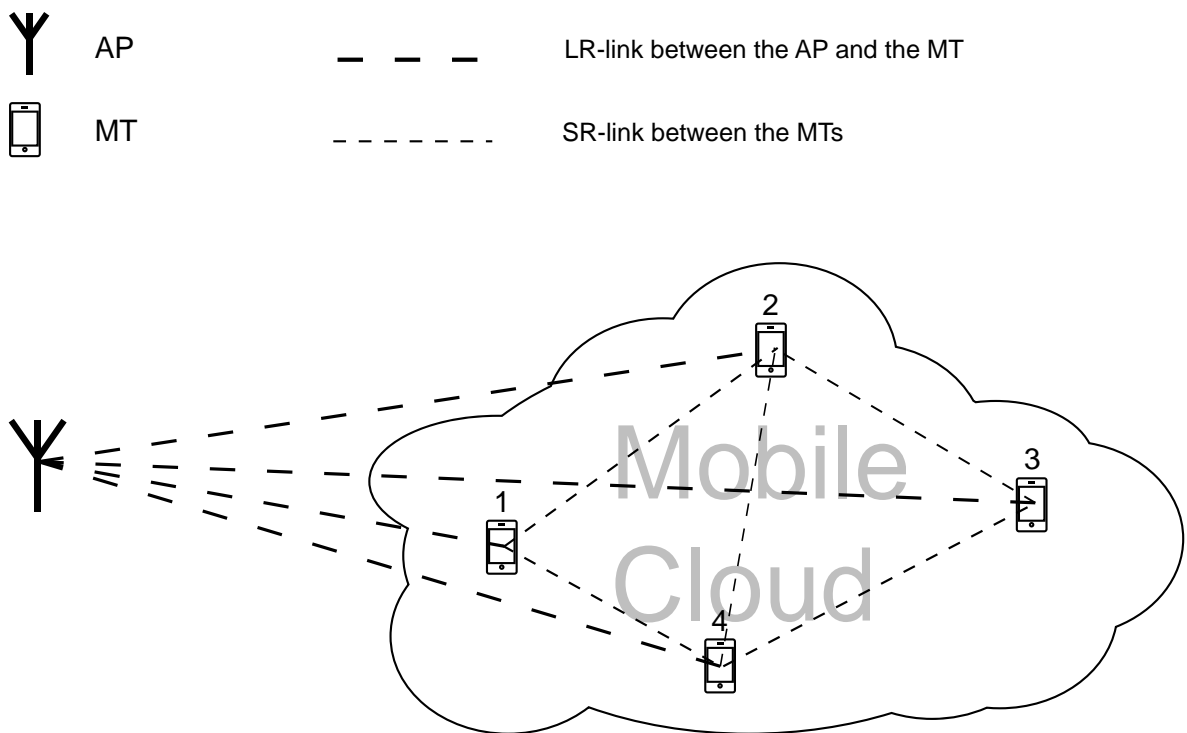 AP
LR-link between the AP and the MT
MT
SR-link between the MTs
2
Mobile
3
1
Cloud
4